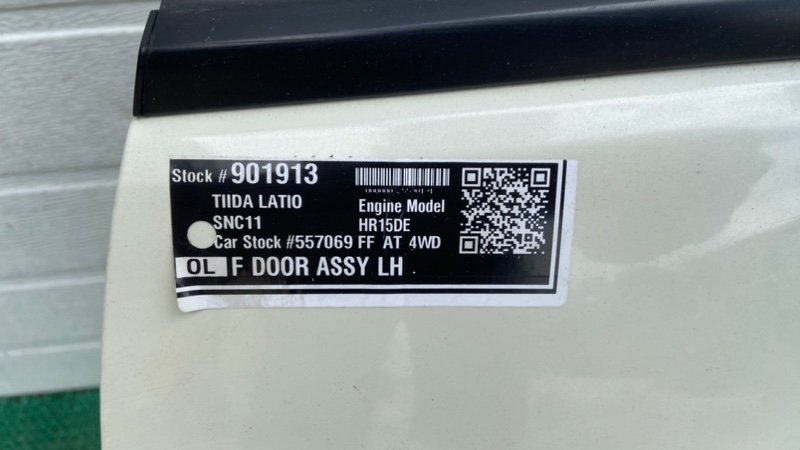 Stock # 901913
TIIDA LATIO
SNC11
Engine Model
HR15DE
Car Stock #557069 FF AT 4WD
OL F DOOR ASSY LH